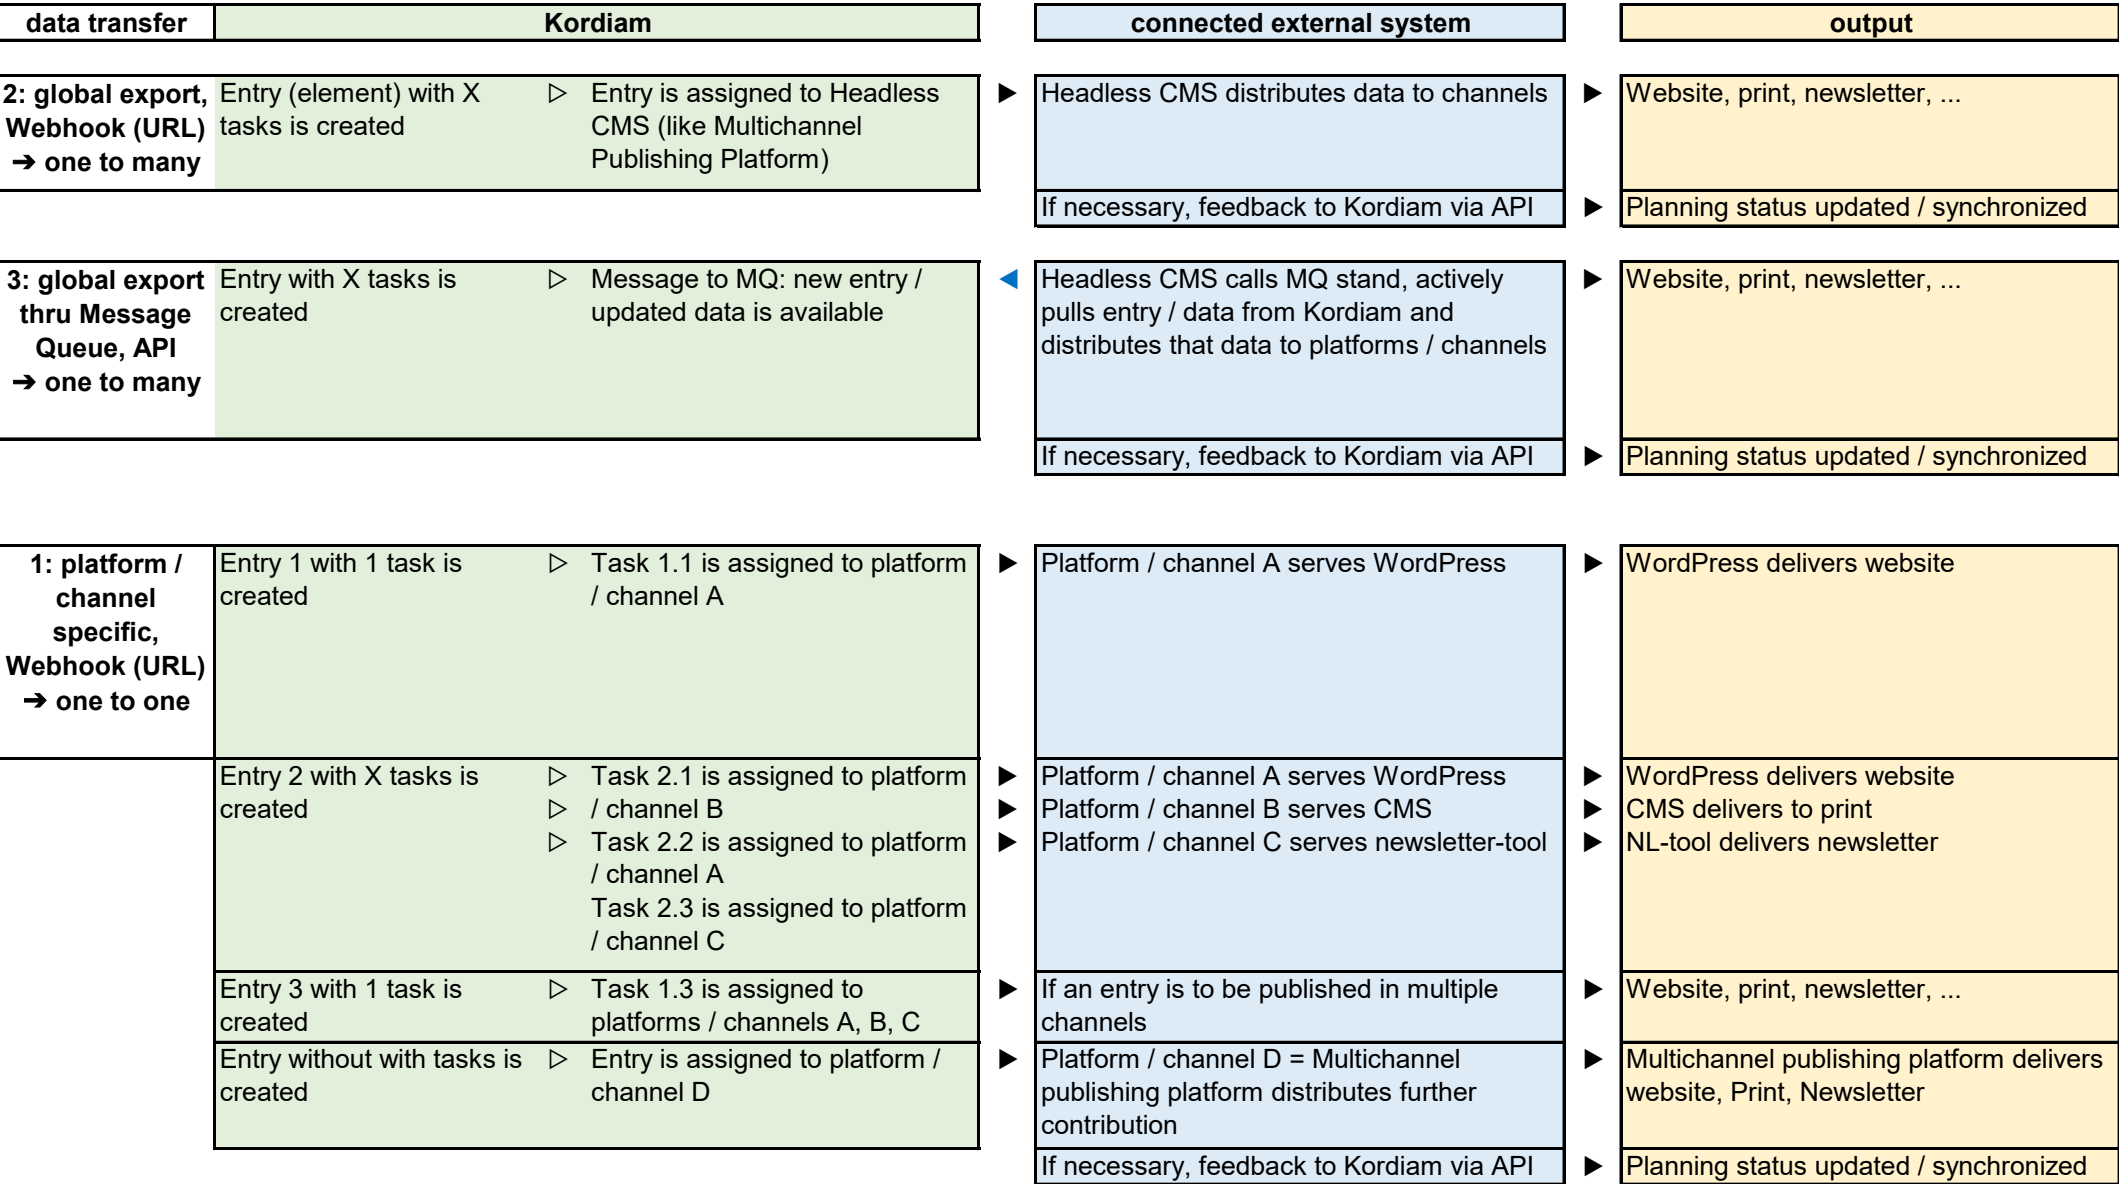 data transfer
Kordiam
connected external system
output
2: global export,
Webhook (URL)
➔ one to many
Entry (element) with X
tasks is created
▷ Entry is assigned to Headless
CMS (like Multichannel
Publishing Platform)
► Headless CMS distributes data to channels
► Website, print, newsletter, ...
If necessary, feedback to Kordiam via API
► Planning status updated / synchronized
3: global export
thru Message
Queue, API
➔ one to many
Entry with X tasks is
created
▷ Message to MQ: new entry /
updated data is available
◄ Headless CMS calls MQ stand, actively
pulls entry / data from Kordiam and
distributes that data to platforms / channels
► Website, print, newsletter, ...
If necessary, feedback to Kordiam via API
► Planning status updated / synchronized
1: platform /
channel
specific,
Webhook (URL)
➔ one to one
Entry 1 with 1 task is
created
▷ Task 1.1 is assigned to platform
/ channel A
► Platform / channel A serves WordPress
► WordPress delivers website
Entry 2 with X tasks is
created
▷ Task 2.1 is assigned to platform
▷ / channel B
▷ Task 2.2 is assigned to platform
/ channel A
Task 2.3 is assigned to platform
/ channel C
► Platform / channel A serves WordPress
► Platform / channel B serves CMS
► Platform / channel C serves newsletter-tool
► WordPress delivers website
► CMS delivers to print
► NL-tool delivers newsletter
Entry 3 with 1 task is
created
▷ Task 1.3 is assigned to
platforms / channels A, B, C
► If an entry is to be published in multiple
channels
► Website, print, newsletter, ...
Entry without with tasks is
created
▷ Entry is assigned to platform /
channel D
► Platform / channel D = Multichannel
publishing platform distributes further
contribution
► Multichannel publishing platform delivers
website, Print, Newsletter
If necessary, feedback to Kordiam via API
► Planning status updated / synchronized